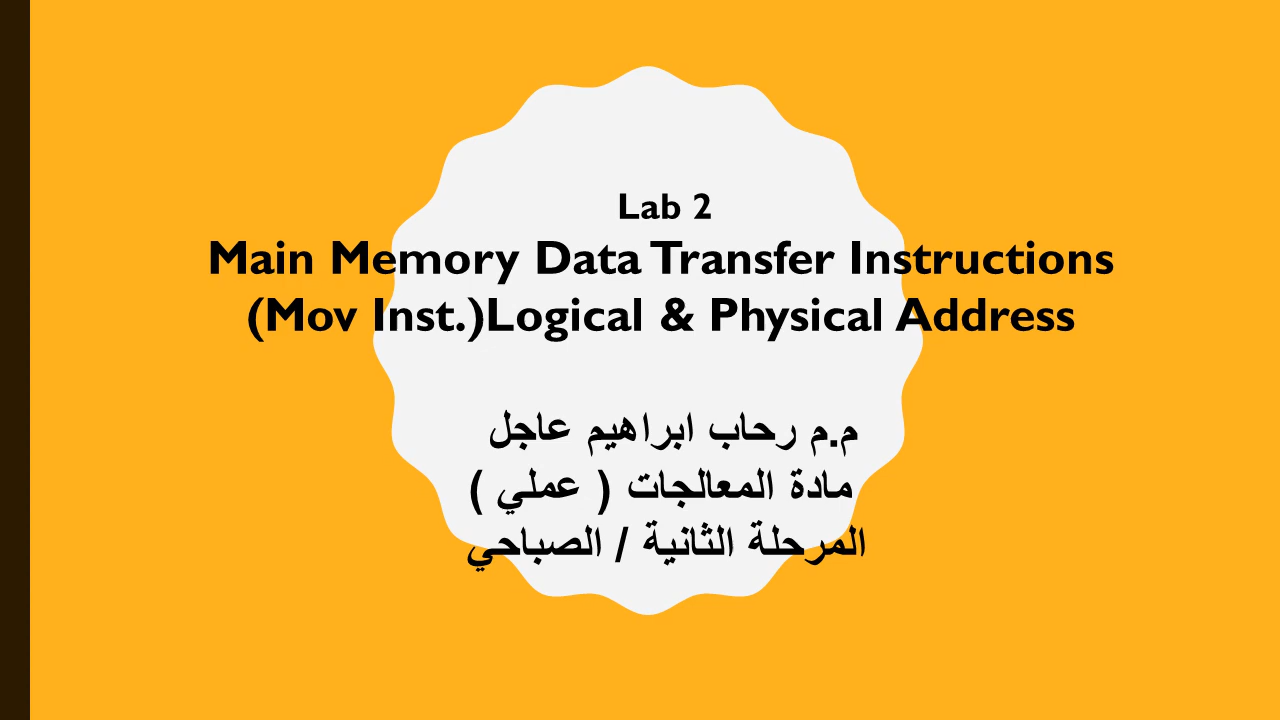 Lab 2
Main Memory Data Transfer Instructions
(Mov Inst.)Logical & Physical Address
م.م رحاب ابراهيم عاجل
مادة المعالجات ( عملي )
المرحلة الثانية / الصباحي